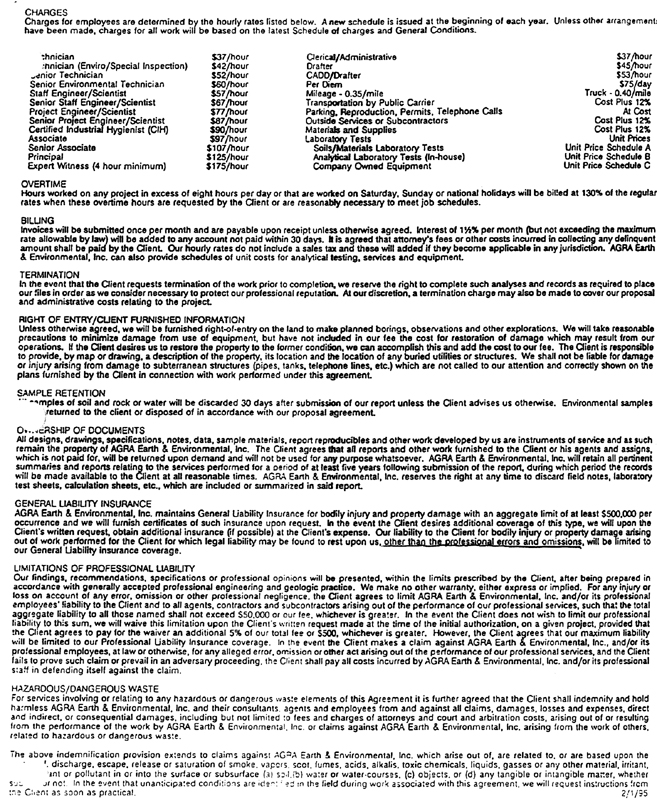 CHARGES
Charges for employees are determined by the hourly rates listed below. A new schedule is issued at the beginning of each year. Unless other arrangements
have been made, charges for all work will be based on the latest Schedule of charges and General Conditions.
:hnician $37/hour Clerical/Administrative $37/hour
:hnician (Enviro/Special Inspection) $42/hour Drafter $45/hour
Senior Technician $52/hour CADD/Drafter $53/hour
Senior Environmental Technician $60/hour Per Diem $75/day
Staff Engineer/Scientist $57/hour Mileage - 0.35/mile Truck - 0.40/mile
Senior Staff Engineer/Scientist $67/hour Transportation by Public Carrier Cost Plus 12%
Project Engineer/Scientist $77/hour Parking, Reproduction, Permits, Telephone Calls At Cost
Senior Project Engineer/Scientist $87/hour Outside Services or Subcontractors Cost Plus 12%
Certified Industrial Hygienist (CIH) $90/hour Materials and Supplies Cost Plus 12%
Associate $97/hour Laboratory Tests Unit Prices
Senior Associate $107/hour Soils/Materials Laboratory Tests Unit Price Schedule A
Principal $125/hour Analytical Laboratory Tests (In-house) Unit Price Schedule B
Expert Witness (4 hour minimum) $175/hour Company Owned Equipment Unit Price Schedule C
OVERTIME
Hours worked on any project in excess of eight hours per day or that are worked on Saturday, Sunday or national holidays will be billed at 130% of the regular
rates when these overtime hours are requested by the Client or are reasonably necessary to meet job schedules.
BILLING
Invoices will be submitted once per month and are payable upon receipt unless otherwise agreed. Interest of 1½% per month (but not exceeding the maximum
rate allowable by law) will be added to any account not paid within 30 days. It is agreed that attorney's fees or other costs incurred in collecting any delinquent
amount shall be paid by the Client. Our hourly rates do not include a sales tax and these will added if they become applicable in any jurisdiction. AGRA Earth
& Environmental, Inc. can also provide schedules of unit costs for analytical testing, services and equipment.
TERMINATION
In the event that the Client requests termination of the work prior to completion, we reserve the right to complete such analyses and records as required to place
our files in order as we consider necessary to protect our professional reputation. At our discretion, a termination charge may also be made to cover our proposal
and administrative costs relating to the project.
RIGHT OF ENTRY/CLIENT FURNISHED INFORMATION
Unless otherwise agreed, we will be furnished right-of-entry on the land to make planned borings, observations and other explorations. We will take reasonable
precautions to minimize damage from use of equipment, but have not included in our fee the cost for restoration of damage which may result from our
operations. If the Client desires us to restore the property to the former condition, we can accomplish this and add the cost to our fee. The Client is responsible
to provide, by map or drawing, a description of the property, its location and the location of any buried utilities or structures. We shall not be liable for damage
or injury arising from damage to subterranean structures (pipes, tanks, telephone lines, etc.) which are not called to our attention and correctly shown on the
plans furnished by the Client in connection with work performed under this agreement.
SAMPLE RETENTION
samples of soil and rock or water will be discarded 30 days after submission of our report unless the Client advises us otherwise. Environmental samples
returned to the client or disposed of in accordance with our proposal agreement.
OWNERSHIP OF DOCUMENTS
All designs, drawings, specifications, notes, data, sample materials, report reproducibles and other work developed by us are instruments of service and as such
remain the property of AGRA Earth & Environmental, Inc. The Client agrees that all reports and other work furnished to the Client or his agents and assigns,
which is not paid for, will be returned upon demand and will not be used for any purpose whatsoever. AGRA Earth & Environmental, Inc. will retain all pertinent
summaries and reports relating to the services performed for a period of at least five years following submission of the report, during which period the records
will be made available to the Client at all reasonable times. AGRA Earth & Environmental, Inc. reserves the right at any time to discard field notes, laboratory
test sheets, calculation sheets, etc., which are included or summarized in said report.
GENERAL LIABILITY INSURANCE
AGRA Earth & Environmental, Inc. maintains General Liability Insurance for bodily injury and property damage with an aggregate limit of at least $500,000 per
occurrence and we will furnish certificates of such insurance upon request. In the event the Client desires additional coverage of this type, we will upon the
Client's written request, obtain additional insurance (if possible) at the Client's expense. Our liability to the Client for bodily injury or property damage arising
out of work performed for the Client for which legal liability may be found to rest upon us, other than the professional errors and omissions, will be limited to
our General Liability insurance coverage.
LIMITATIONS OF PROFESSIONAL LIABILITY
Our findings, recommendations, specifications or professional opinions will be presented, within the limits prescribed by the Client, after being prepared in
accordance with generally accepted professional engineering and geologic practice. We make no other warranty, either express or implied. For any injury or
loss on account of any error, omission or other professional negligence, the Client agrees to limit AGRA Earth & Environmental, Inc. and/or its professional
employees' liability to the Client and to all agents, contractors and subcontractors arising out of the performance of our professional services, such that the total
aggregate liability to all those named shall not exceed $50,000 or our fee, whichever is greater. In the event the Client does not wish to limit our professional
liability to this sum, we will waive this limitation upon the Client's written request made at the time of the initial authorization, on a given project, provided that
the Client agrees to pay for the waiver an additional 5% of our total fee or $500, whichever is greater. However, the Client agrees that our maximum liability
will be limited to our Professional Liability Insurance coverage. In the event the Client makes a claim against AGRA Earth & Environmental, Inc., and/or its
professional employees, at law or otherwise, for any alleged error, omission or other act arising out of the performance of our professional services, and the Client
fails to prove such claim or prevail in an adversary proceeding, the Client shall pay all costs incurred by AGRA Earth & Environmental, Inc. and/or its professional
staff in defending itself against the claim.
HAZARDOUS/DANGEROUS WASTE
For services involving or relating to any hazardous or dangerous waste elements of this Agreement it is further agreed that the Client shall indemnify and hold
harmless AGRA Earth & Environmental, Inc. and their consultants, agents and employees from and against all claims, damages, losses and expenses, direct
and indirect, or consequential damages, including but not limited to fees and charges of attorneys and court and arbitration costs, arising out of or resulting
from the performance of the work by AGRA Earth & Environmental, Inc. or claims against AGRA Earth & Environmental, Inc. arising from the work of others,
related to hazardous or dangerous waste.
The above indemnification provision extends to claims against AGRA Earth & Environmental, Inc. which arise out of, are related to, or are based upon the
discharge, escape, release or saturation of smoke, vapors, soot, fumes, acids, alkalis, toxic chemicals, liquids, gasses or any other material, irritant,
or pollutant in or into the surface or subsurface (a) soil, (b) water or water-courses, (c) objects, or (d) any tangible or intangible matter, whether
or not. In the event that unanticipated conditions are identified in the field during work associated with this agreement, we will request instructions from
the Client as soon as practical. 2/1/95